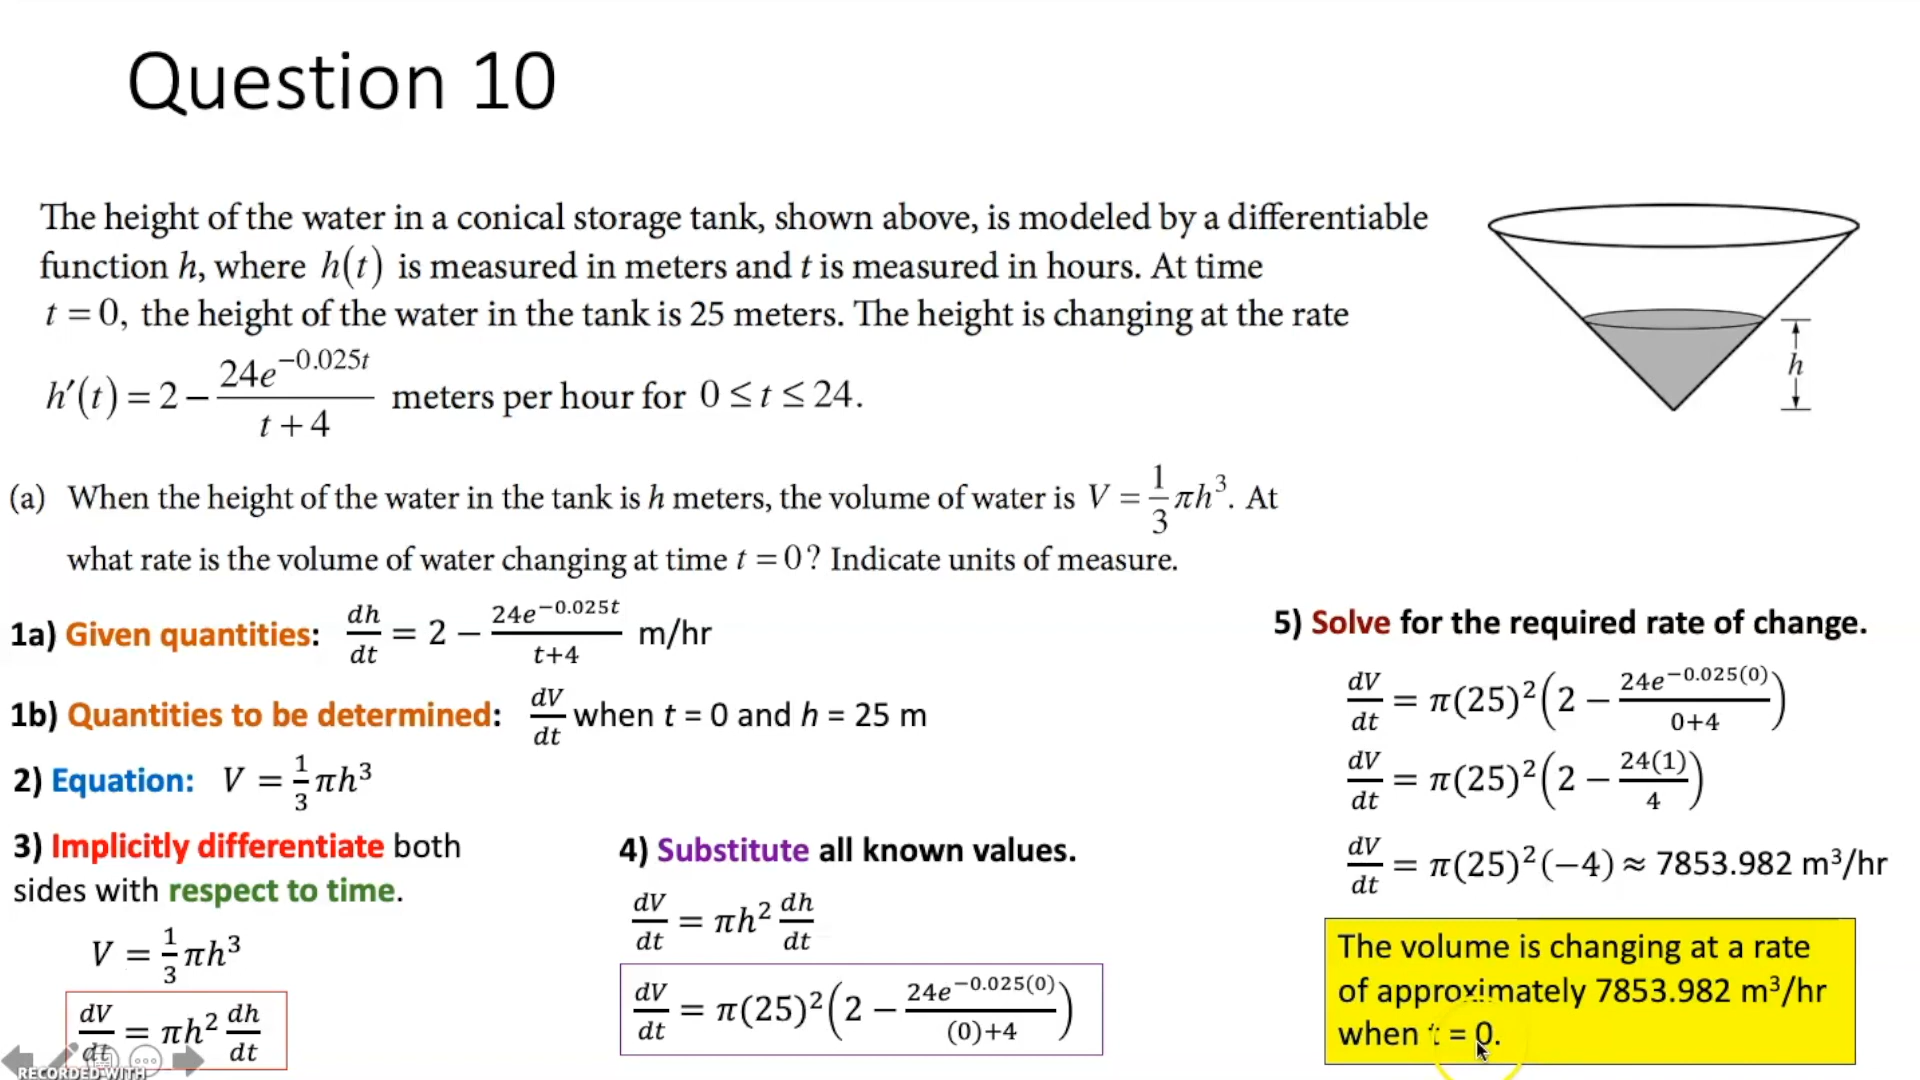 Question 10
The height of the water in a conical storage tank, shown above, is modeled by a differentiable
function h, where h(t) is measured in meters and t is measured in hours. At time
t = 0, the height of the water in the tank is 25 meters. The height is changing at the rate
h′(t) = 2 − 24e^(−0.025t)/(t + 4) meters per hour for 0 ≤ t ≤ 24.
h
(a) When the height of the water in the tank is h meters, the volume of water is V = 1/3 πh³. At
what rate is the volume of water changing at time t = 0? Indicate units of measure.
1a) Given quantities: dh/dt = 2 − 24e^(−0.025t)/(t+4) m/hr
1b) Quantities to be determined: dV/dt when t = 0 and h = 25 m
2) Equation: V = 1/3 πh³
3) Implicitly differentiate both
sides with respect to time.
V = 1/3 πh³
dV/dt = πh² dh/dt
4) Substitute all known values.
dV/dt = πh² dh/dt
dV/dt = π(25)²(2 − 24e^(−0.025(0))/((0)+4))
5) Solve for the required rate of change.
dV/dt = π(25)²(2 − 24e^(−0.025(0))/(0+4))
dV/dt = π(25)²(2 − 24(1)/4)
dV/dt = π(25)²(−4) ≈ 7853.982 m³/hr
The volume is changing at a rate
of approximately 7853.982 m³/hr
when t = 0.
RECORDED WITH